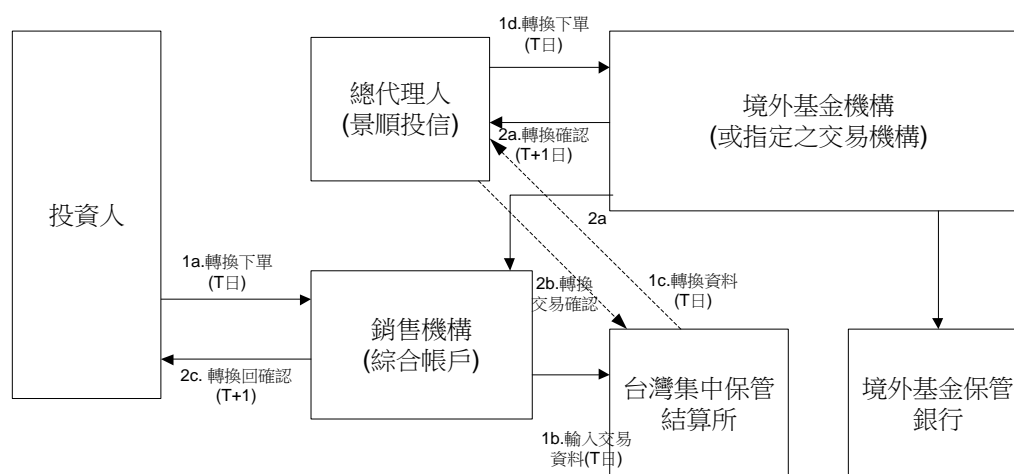 1d.轉換下單
(T日)
總代理人
(景順投信)
境外基金機構
(或指定之交易機構)
2a.轉換確認
(T+1日)
投資人
2a
1a.轉換下單
(T日)
2b.轉換
交易確認
1c.轉換資料
(T日)
銷售機構
(綜合帳戶)
2c. 轉換回確認
(T+1)
台灣集中保管
結算所
境外基金保管
銀行
1b.輸入交易
資料(T日)